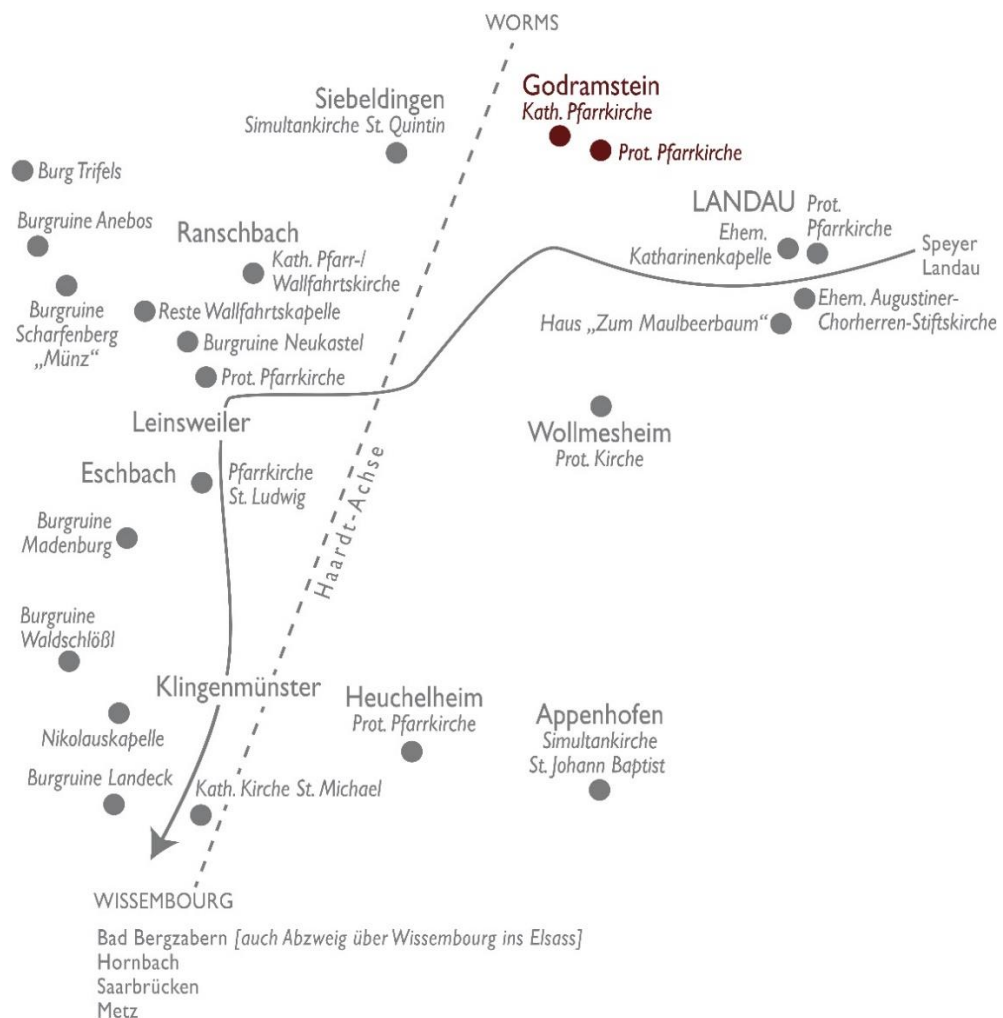 WORMS
Godramstein
Kath. Pfarrkirche
Prot. Pfarrkirche
Siebeldingen
Simultankirche St. Quintin
Burg Trifels
LANDAU
Prot.
Pfarrkirche
Ehem.
Katharinenkapelle
Speyer
Landau
Burgruine Anebos
Ranschbach
Kath. Pfarr-/
Wallfahrtskirche
Burgruine
Scharfenberg
„Münz“
Reste Wallfahrtskapelle
Ehem. Augustiner-
Chorherren-Stiftskirche
Haus „Zum Maulbeerbaum“
Burgruine Neukastel
Prot. Pfarrkirche
Leinsweiler
Wollmesheim
Prot. Kirche
Eschbach
Pfarrkirche
St. Ludwig
Haardt-Achse
Burgruine
Madenburg
Burgruine
Waldschlößl
Klingenmünster
Heuchelheim
Prot. Pfarrkirche
Appenhofen
Simultankirche
St. Johann Baptist
Nikolauskapelle
Burgruine Landeck
Kath. Kirche St. Michael
WISSEMBOURG
Bad Bergzabern [auch Abzweig über Wissembourg ins Elsass]
Hornbach
Saarbrücken
Metz